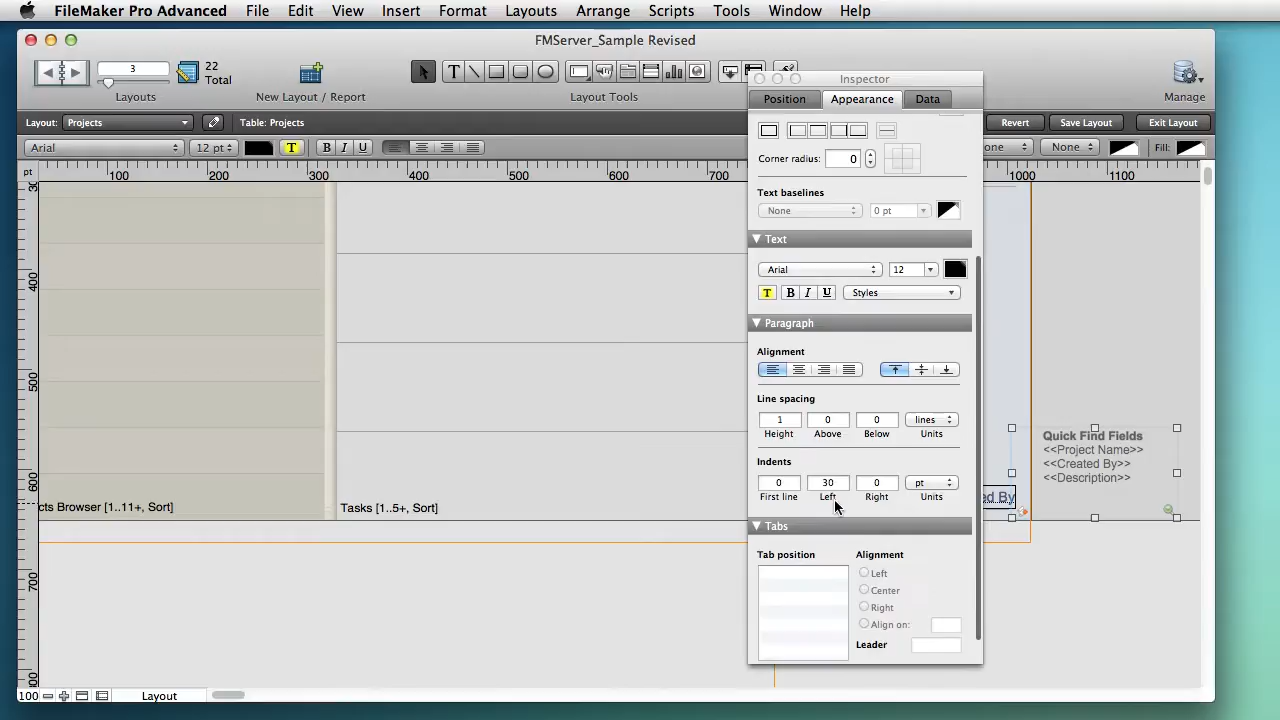 FileMaker Pro Advanced File Edit View Insert Format Layouts Arrange Scripts Tools Window Help
FMServer_Sample Revised
3
22
Total
Layouts
New Layout / Report
Layout Tools
Manage
Layout: Projects
Table: Projects
Revert
Save Layout
Exit Layout
Arial
12 pt
T
B I U
None
Fill:
pt
100
200
300
400
500
600
700
1000
1100
400
500
600
700
Inspector
Position
Appearance
Data
Corner radius:
0
Text baselines
None
0 pt
Text
Arial
12
T
B I U
Styles
Paragraph
Alignment
Line spacing
1
0
0
lines
Height
Above
Below
Units
Indents
0
30
0
pt
First line
Left
Right
Units
Tabs
Tab position
Alignment
Left
Center
Right
Align on:
Leader
Quick Find Fields
<<Project Name>>
<<Created By>>
<<Description>>
ed By
cts Browser [1..11+, Sort]
Tasks [1..5+, Sort]
100
Layout